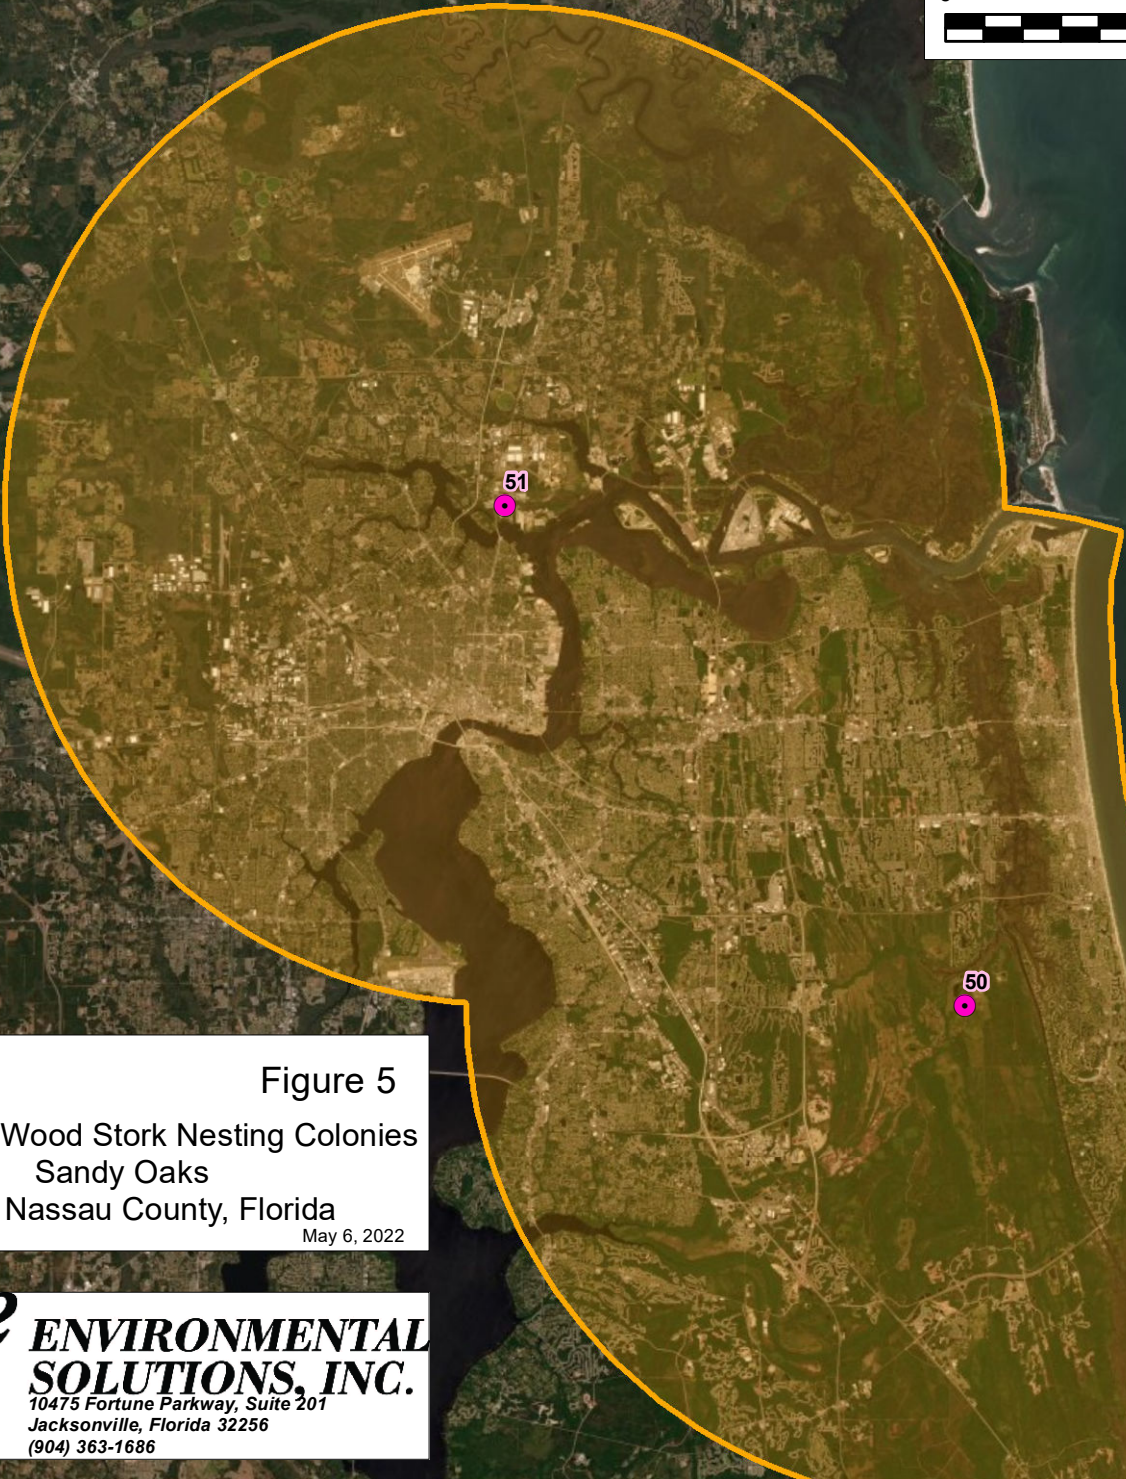 51
50
Figure 5
Wood Stork Nesting Colonies
Sandy Oaks
Nassau County, Florida
May 6, 2022
ENVIRONMENTAL
SOLUTIONS, INC.
10475 Fortune Parkway, Suite 201
Jacksonville, Florida 32256
(904) 363-1686